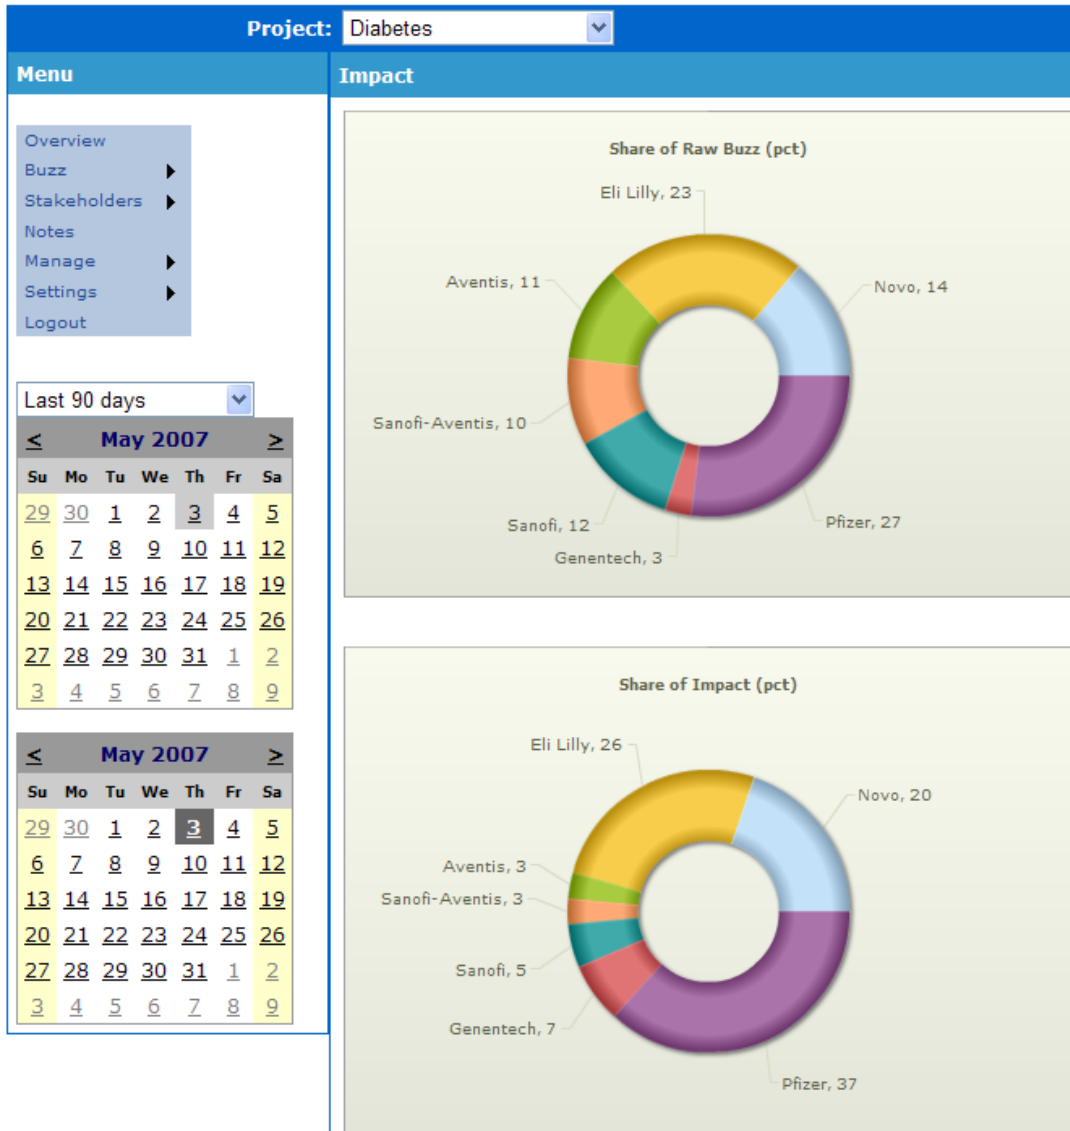 Project: Diabetes
Menu
Impact
Overview
Buzz
Stakeholders
Notes
Manage
Settings
Logout
Last 90 days
< May 2007 >
Su Mo Tu We Th Fr Sa
29 30 1 2 3 4 5
6 7 8 9 10 11 12
13 14 15 16 17 18 19
20 21 22 23 24 25 26
27 28 29 30 31 1 2
3 4 5 6 7 8 9
< May 2007 >
Su Mo Tu We Th Fr Sa
29 30 1 2 3 4 5
6 7 8 9 10 11 12
13 14 15 16 17 18 19
20 21 22 23 24 25 26
27 28 29 30 31 1 2
3 4 5 6 7 8 9
Share of Raw Buzz (pct)
Eli Lilly, 23
Aventis, 11
Novo, 14
Sanofi-Aventis, 10
Sanofi, 12
Pfizer, 27
Genentech, 3
Share of Impact (pct)
Eli Lilly, 26
Novo, 20
Aventis, 3
Sanofi-Aventis, 3
Sanofi, 5
Genentech, 7
Pfizer, 37